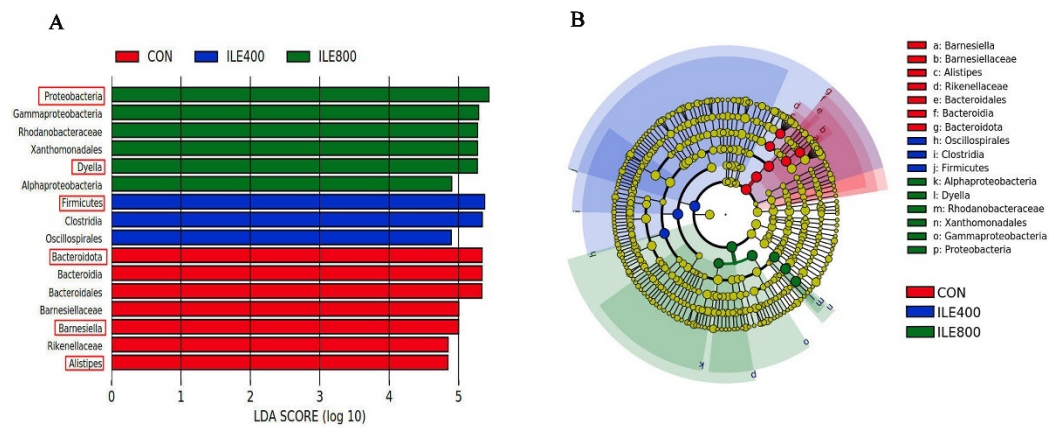 A
CON
ILE400
ILE800
Proteobacteria
Gammaproteobacteria
Rhodanobacteraceae
Xanthomonadales
Dyella
Alphaproteobacteria
Firmicutes
Clostridia
Oscillospirales
Bacteroidota
Bacteroidia
Bacteroidales
Barnesiellaceae
Barnesiella
Rikenellaceae
Alistipes
0 1 2 3 4 5
LDA SCORE (log 10)
B
a: Barnesiella
b: Barnesiellaceae
c: Alistipes
d: Rikenellaceae
e: Bacteroidales
f: Bacteroidia
g: Bacteroidota
h: Oscillospirales
i: Clostridia
j: Firmicutes
k: Alphaproteobacteria
l: Dyella
m: Rhodanobacteraceae
n: Xanthomonadales
o: Gammaproteobacteria
p: Proteobacteria
CON
ILE400
ILE800
h
k
p
o